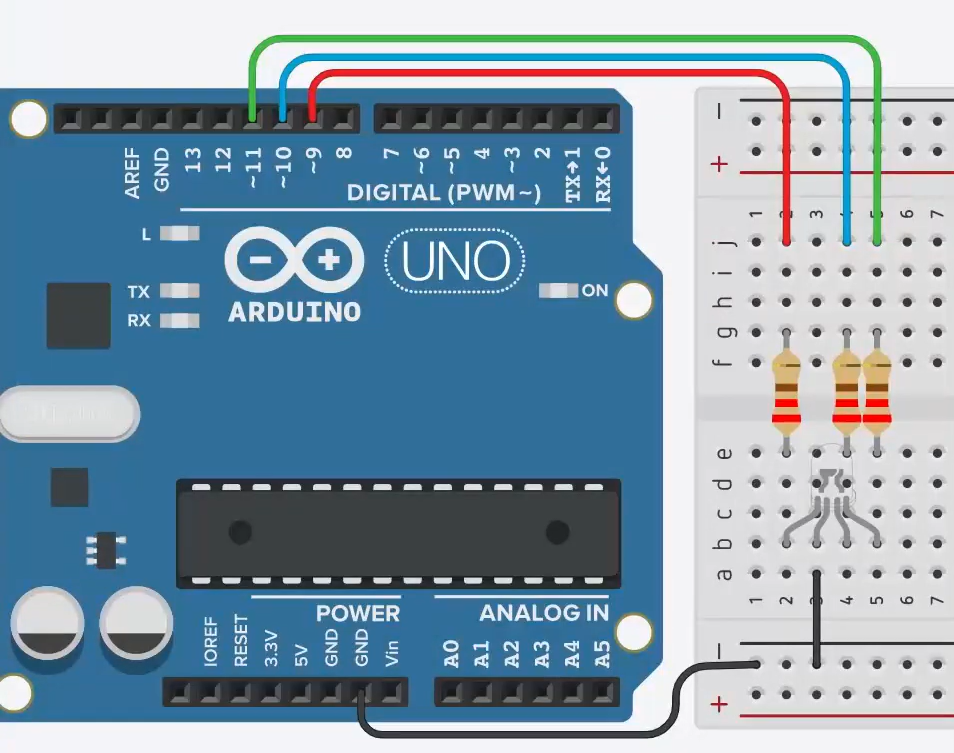 AREF
GND
13
12
~11
~10
~9
8
7
~6
~5
4
~3
2
TX→1
RX←0
DIGITAL (PWM~)
L
TX
RX
ARDUINO
UNO
ON
POWER
ANALOG IN
IOREF
RESET
3.3V
5V
GND
GND
Vin
A0
A1
A2
A3
A4
A5
1 2 3 4 5 6 7
j
i
h
g
f
e
d
c
b
a
1 2 3 4 5 6 7